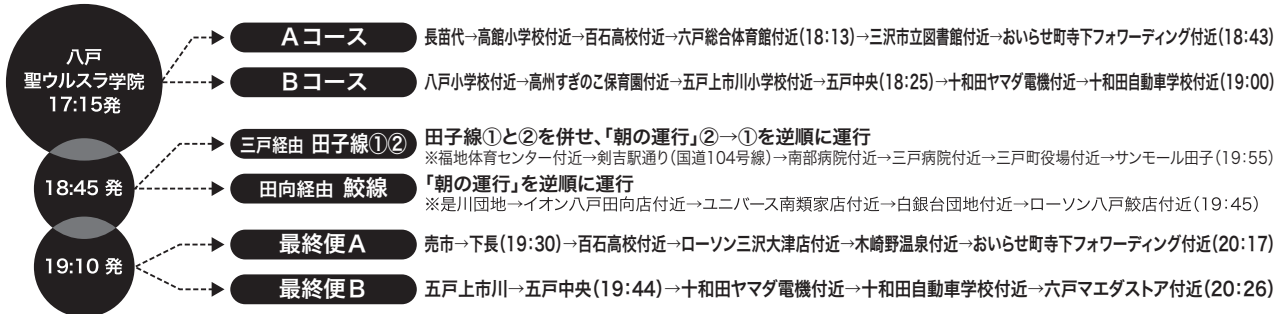 八戸
聖ウルスラ学院
17:15発
Aコース
長苗代→高館小学校付近→百石高校付近→六戸総合体育館付近(18:13)→三沢市立図書館付近→おいらせ町寺下フォワーディング付近(18:43)
Bコース
八戸小学校付近→高州すぎのこ保育園付近→五戸上市川小学校付近→五戸中央(18:25)→十和田ヤマダ電機付近→十和田自動車学校付近(19:00)
18:45 発
三戸経由 田子線①②
田子線①と②を併せ、「朝の運行」②→①を逆順に運行
※福地体育センター付近→剣吉駅通り(国道104号線)→南部病院付近→三戸病院付近→三戸町役場付近→サンモール田子(19:55)
田向経由 鮫線
「朝の運行」を逆順に運行
※是川団地→イオン八戸田向店付近→ユニバース南類家店付近→白銀台団地付近→ローソン八戸鮫店付近(19:45)
19:10 発
最終便A
売市→下長(19:30)→百石高校付近→ローソン三沢大津店付近→木崎野温泉付近→おいらせ町寺下フォワーディング付近(20:17)
最終便B
五戸上市川→五戸中央(19:44)→十和田ヤマダ電機付近→十和田自動車学校付近→六戸マエダストア付近(20:26)